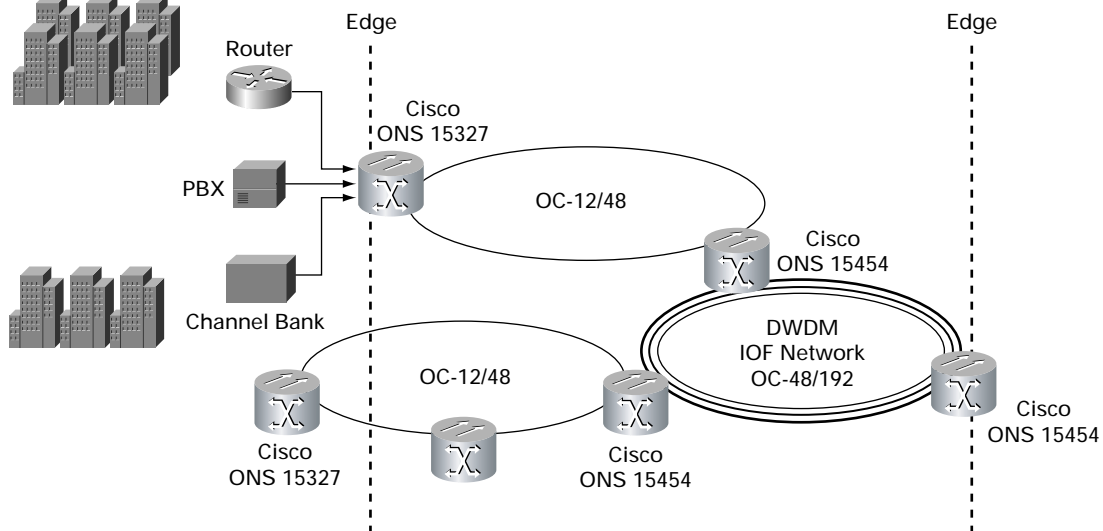 Edge
Edge
Router
Cisco
ONS 15327
PBX
OC-12/48
Cisco
ONS 15454
Channel Bank
DWDM
IOF Network
OC-48/192
OC-12/48
Cisco
ONS 15327
Cisco
ONS 15454
Cisco
ONS 15454